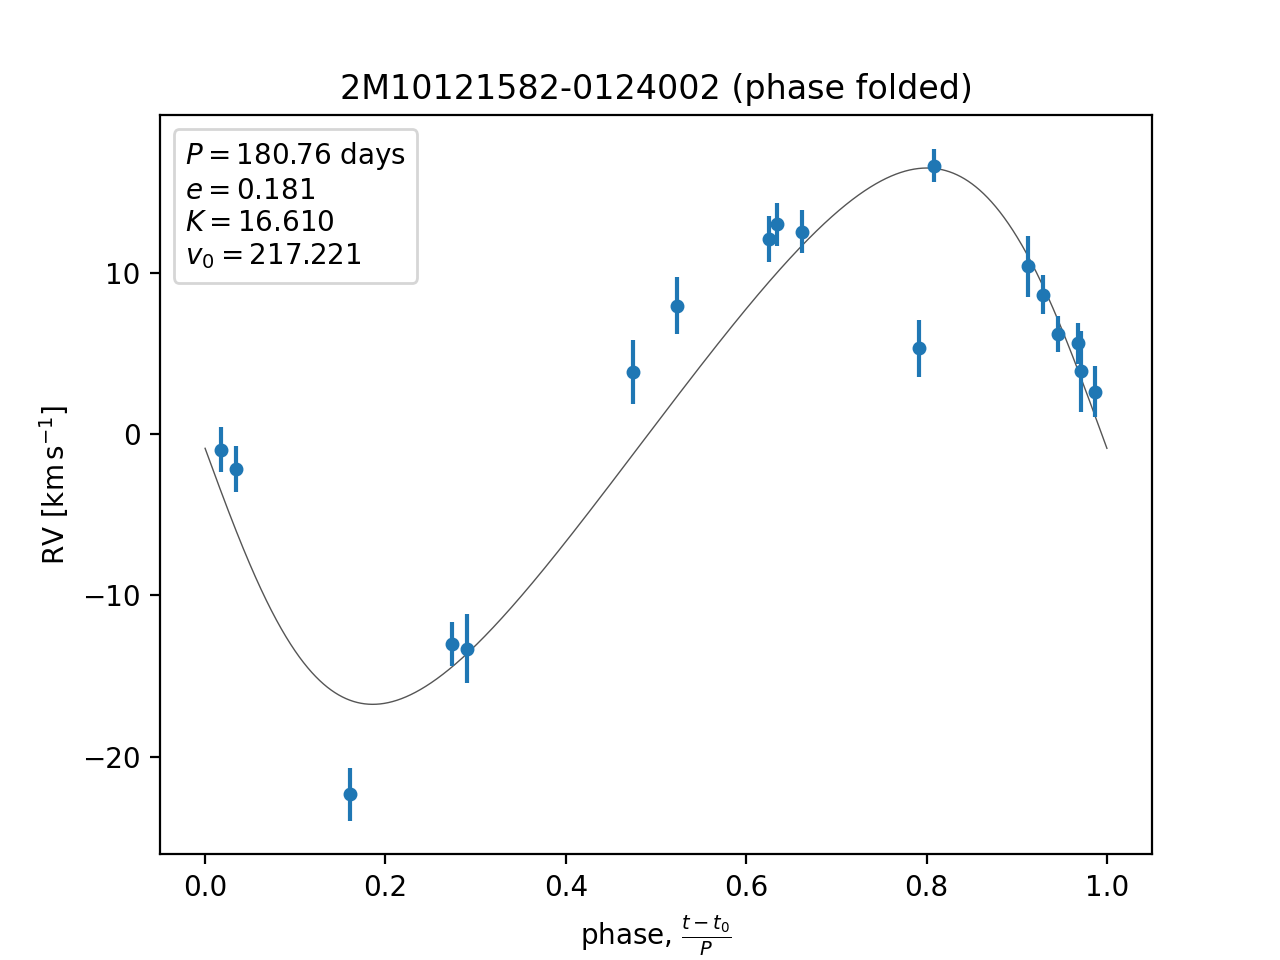 2M10121582-0124002 (phase folded)
P = 180.76 days
e = 0.181
K = 16.610
v₀ = 217.221
RV [km s⁻¹]
10
0
−10
−20
0.0 0.2 0.4 0.6 0.8 1.0
phase, (t − t₀)/P